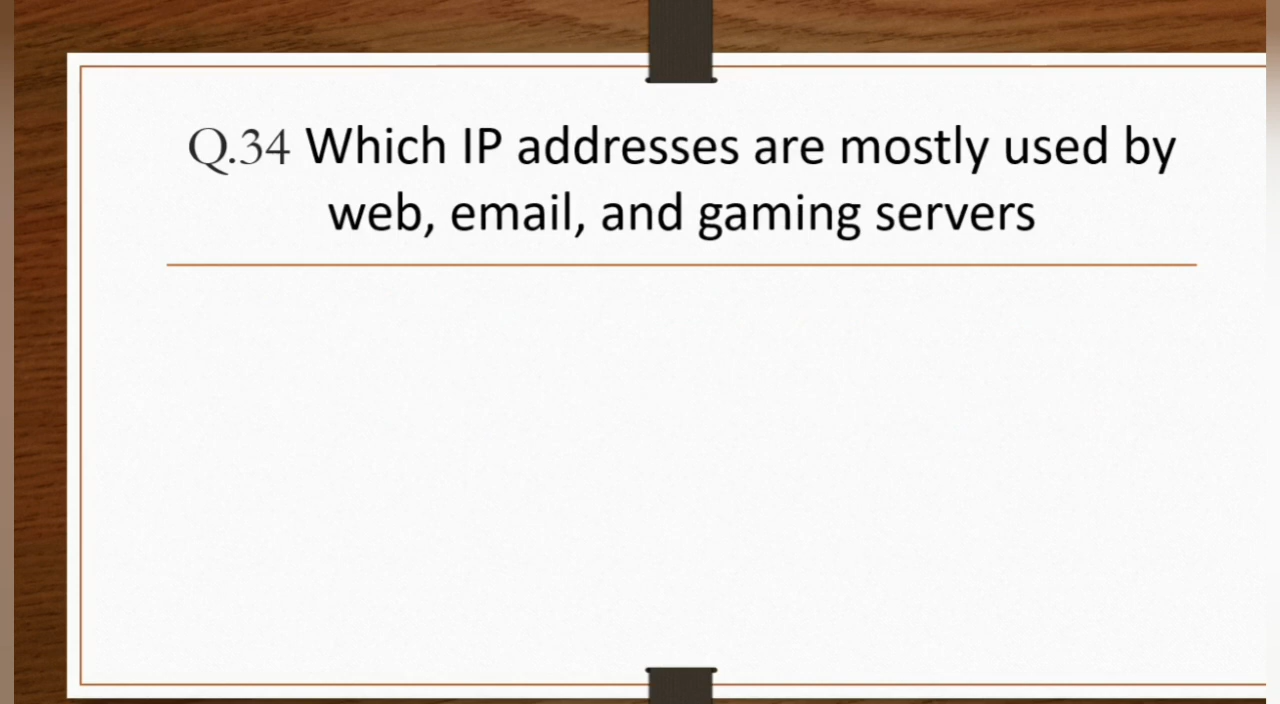 Q.34 Which IP addresses are mostly used by
web, email, and gaming servers